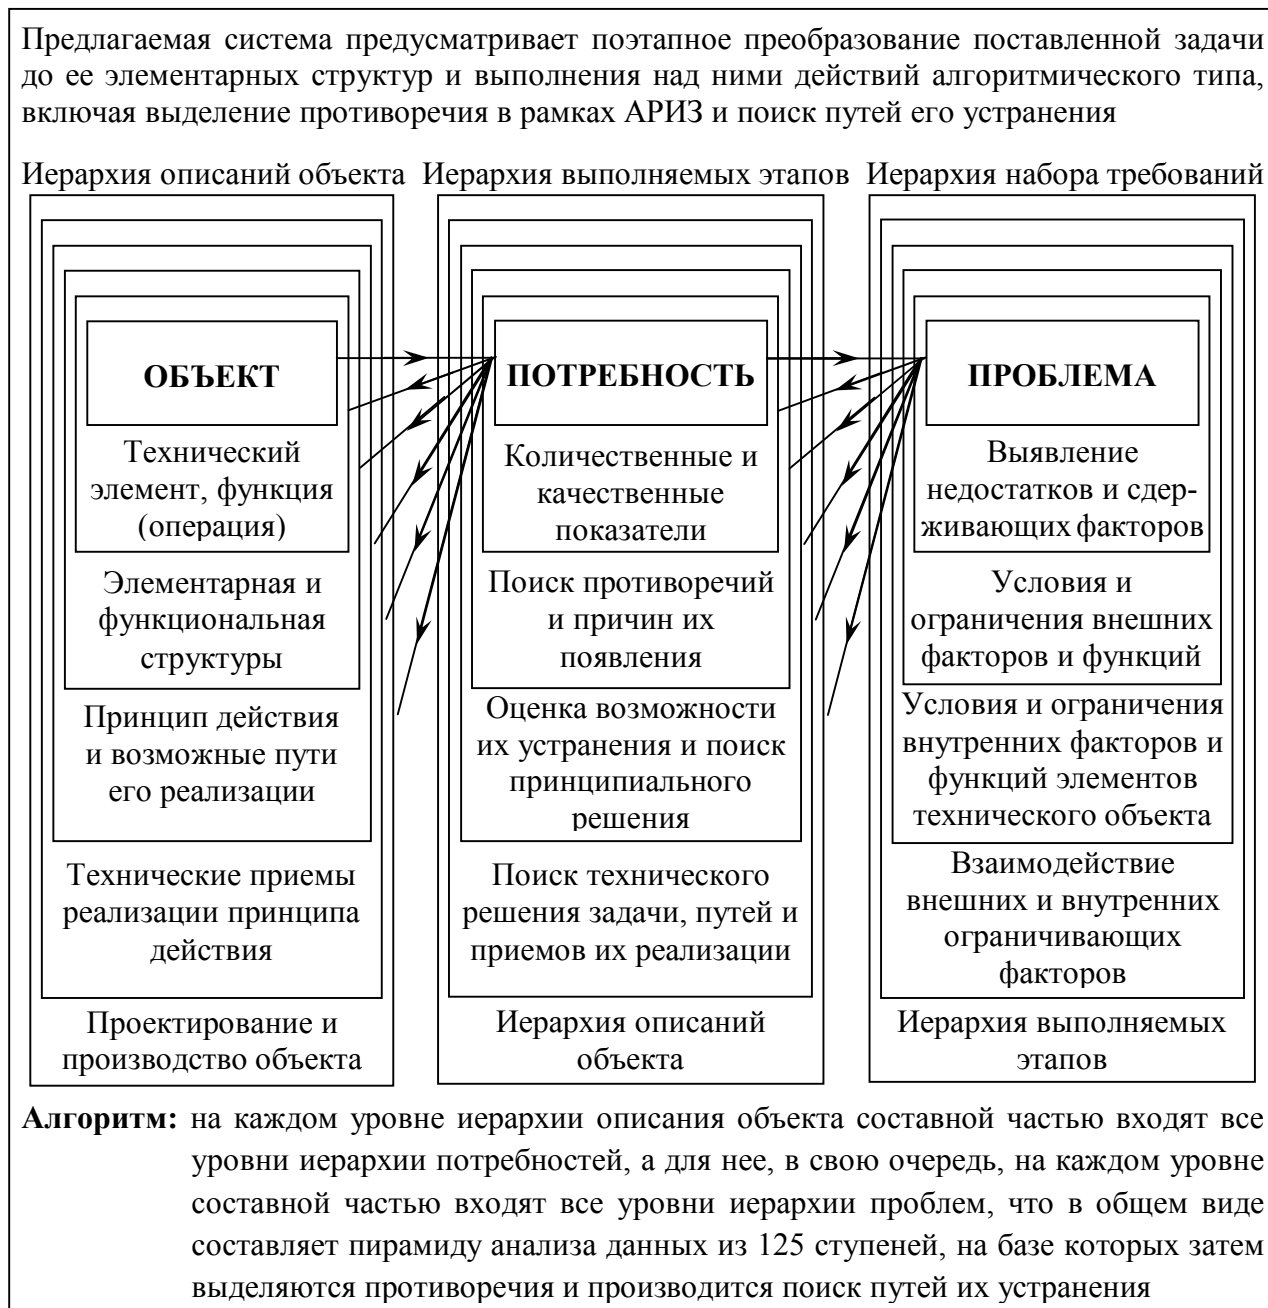 Предлагаемая система предусматривает поэтапное преобразование поставленной задачи
до ее элементарных структур и выполнения над ними действий алгоритмического типа,
включая выделение противоречия в рамках АРИЗ и поиск путей его устранения
Иерархия описаний объекта
ОБЪЕКТ
Технический
элемент, функция
(операция)
Элементарная и
функциональная
структуры
Принцип действия
и возможные пути
его реализации
Технические приемы
реализации принципа
действия
Проектирование и
производство объекта
Иерархия выполняемых этапов
ПОТРЕБНОСТЬ
Количественные и
качественные
показатели
Поиск противоречий
и причин их
появления
Оценка возможности
их устранения и поиск
принципиального
решения
Поиск технического
решения задачи, путей и
приемов их реализации
Иерархия описаний
объекта
Иерархия набора требований
ПРОБЛЕМА
Выявление
недостатков и сдер-
живающих факторов
Условия и
ограничения внешних
факторов и функций
Условия и ограничения
внутренних факторов и
функций элементов
технического объекта
Взаимодействие
внешних и внутренних
ограничивающих
факторов
Иерархия выполняемых
этапов
Алгоритм: на каждом уровне иерархии описания объекта составной частью входят все
уровни иерархии потребностей, а для нее, в свою очередь, на каждом уровне
составной частью входят все уровни иерархии проблем, что в общем виде
составляет пирамиду анализа данных из 125 ступеней, на базе которых затем
выделяются противоречия и производится поиск путей их устранения